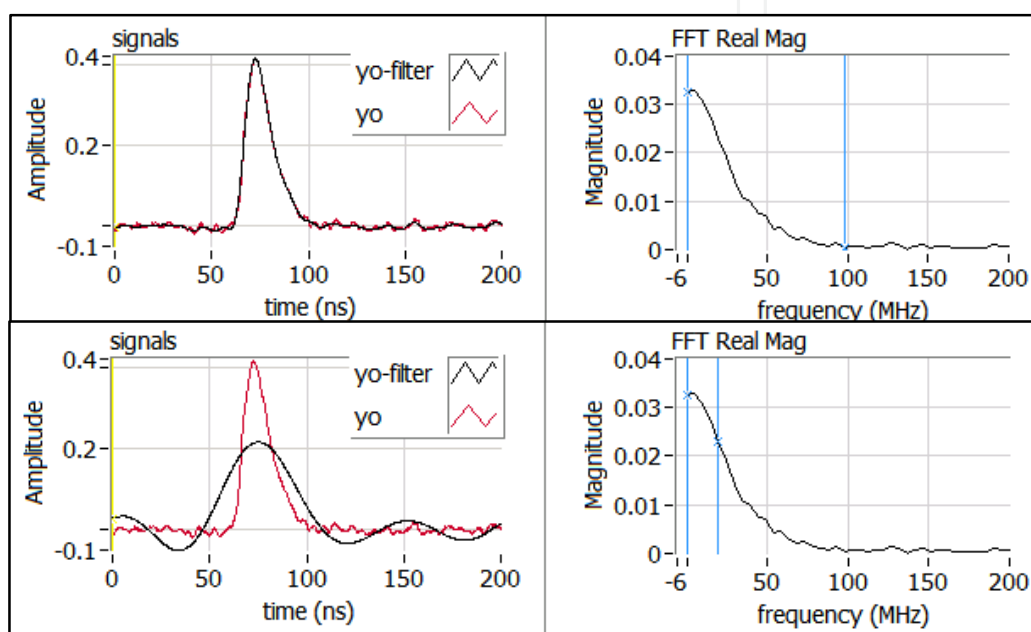 signals
yo-filter
yo
Amplitude
0.4
0.2
-0.1
0 50 100 150 200
time (ns)
FFT Real Mag
Magnitude
0.04
0.03
0.02
0.01
0
-6 50 100 150 200
frequency (MHz)
signals
yo-filter
yo
Amplitude
0.4
0.2
-0.1
0 50 100 150 200
time (ns)
FFT Real Mag
Magnitude
0.04
0.03
0.02
0.01
0
-6 50 100 150 200
frequency (MHz)